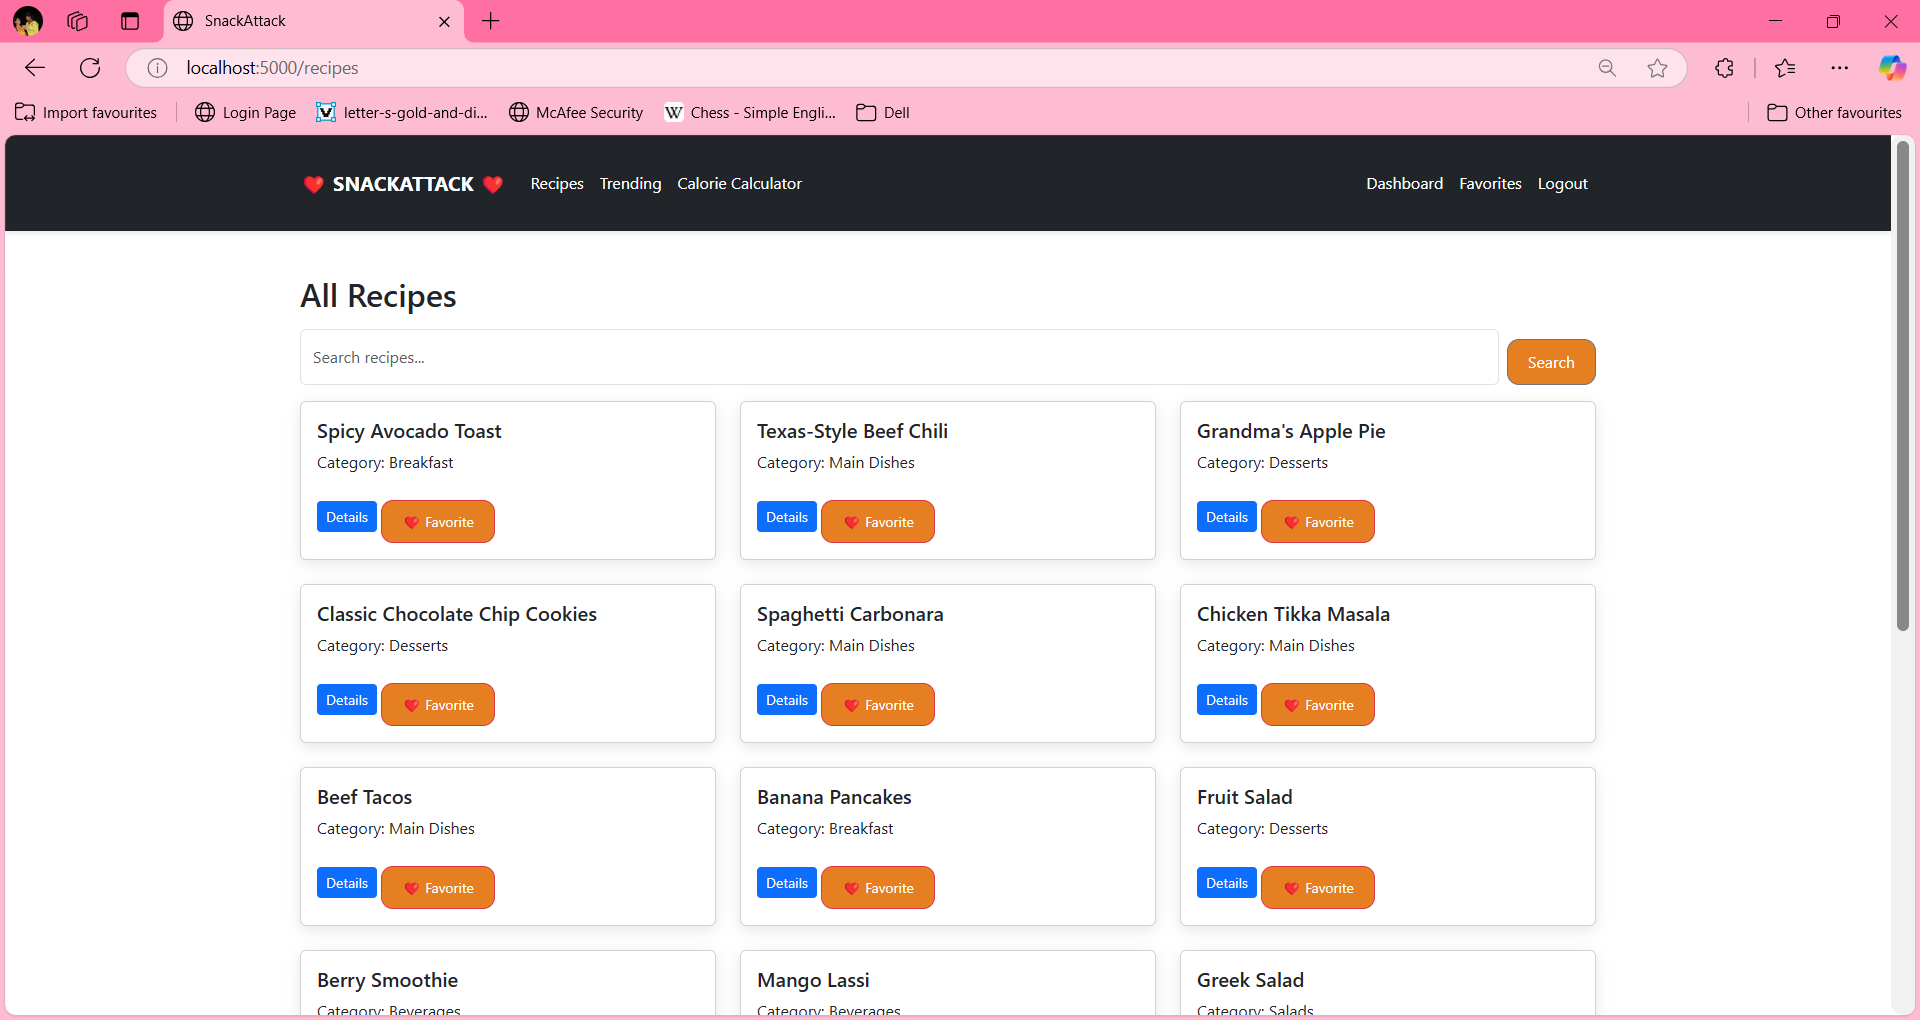 SnackAttack
localhost:5000/recipes
Import favourites
Login Page
letter-s-gold-and-di...
McAfee Security
W Chess - Simple Engli...
Dell
Other favourites
❤️ SNACKATTACK ❤️
Recipes
Trending
Calorie Calculator
Dashboard
Favorites
Logout
All Recipes
Search recipes...
Search
Spicy Avocado Toast
Category: Breakfast
Details
❤️ Favorite
Texas-Style Beef Chili
Category: Main Dishes
Details
❤️ Favorite
Grandma's Apple Pie
Category: Desserts
Details
❤️ Favorite
Classic Chocolate Chip Cookies
Category: Desserts
Details
❤️ Favorite
Spaghetti Carbonara
Category: Main Dishes
Details
❤️ Favorite
Chicken Tikka Masala
Category: Main Dishes
Details
❤️ Favorite
Beef Tacos
Category: Main Dishes
Details
❤️ Favorite
Banana Pancakes
Category: Breakfast
Details
❤️ Favorite
Fruit Salad
Category: Desserts
Details
❤️ Favorite
Berry Smoothie
Category: Beverages
Mango Lassi
Category: Beverages
Greek Salad
Category: Salads